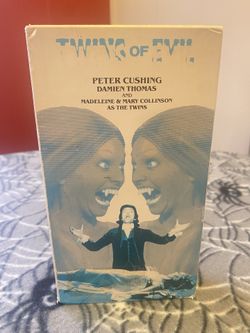 TWINS OF EVIL
PETER CUSHING
DAMIEN THOMAS
AND
MADELEINE & MARY COLLINSON
AS THE TWINS